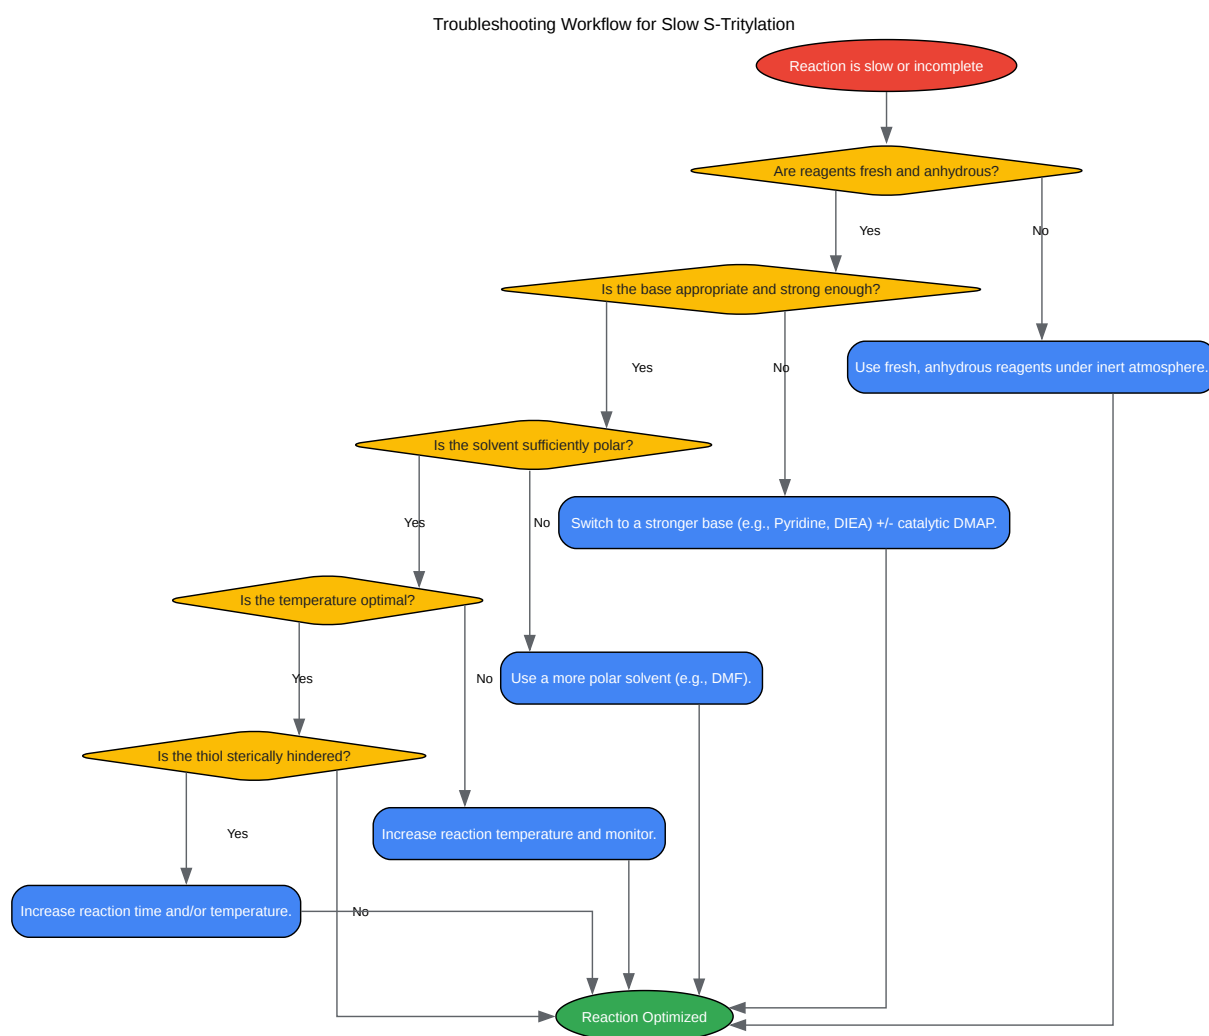 Troubleshooting Workflow for Slow S-Tritylation
Reaction is slow or incomplete
Are reagents fresh and anhydrous?
Yes
No
Is the base appropriate and strong enough?
Yes
No
Use fresh, anhydrous reagents under inert atmosphere.
Is the solvent sufficiently polar?
Yes
No
Switch to a stronger base (e.g., Pyridine, DIEA) +/- catalytic DMAP.
Is the temperature optimal?
Yes
No
Use a more polar solvent (e.g., DMF).
Is the thiol sterically hindered?
Yes
Increase reaction temperature and monitor.
Increase reaction time and/or temperature.
No
Reaction Optimized